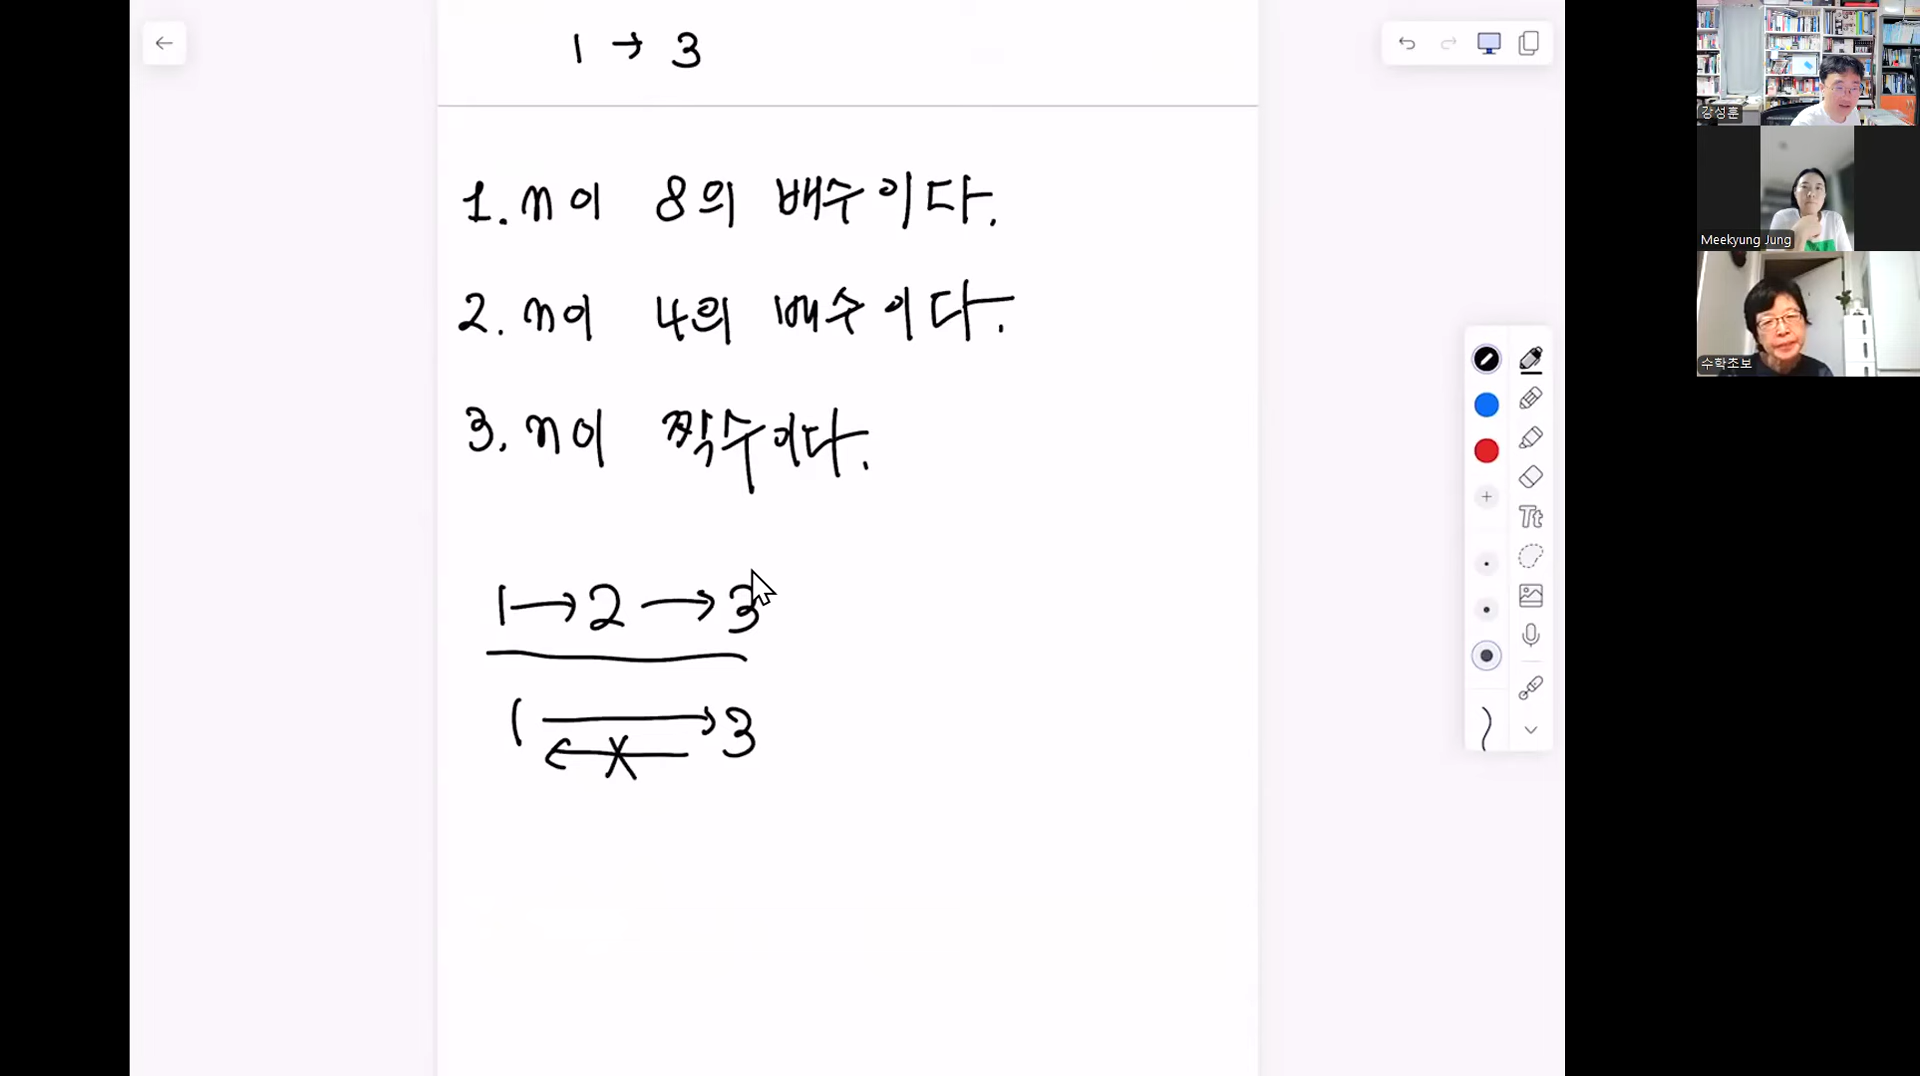 1 → 3
1. n이 8의 배수이다.
2. n이 4의 배수이다.
3. n이 짝수이다.
1 → 2 → 3
1 → 3
← X
Tt
강성훈
Meekyung Jung
수학초보